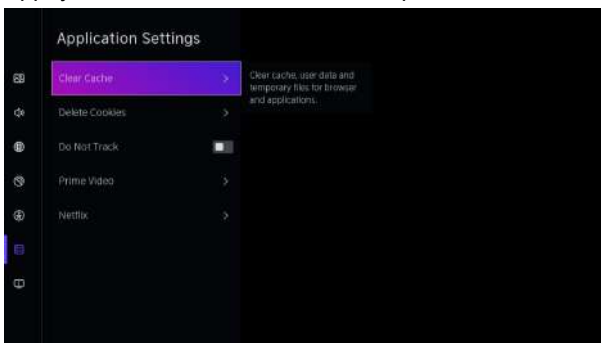 Application Settings
Clear Cache
Clear cache, user data and
temporary files for browser
and applications.
Delete Cookies
Do Not Track
Prime Video
Netflix